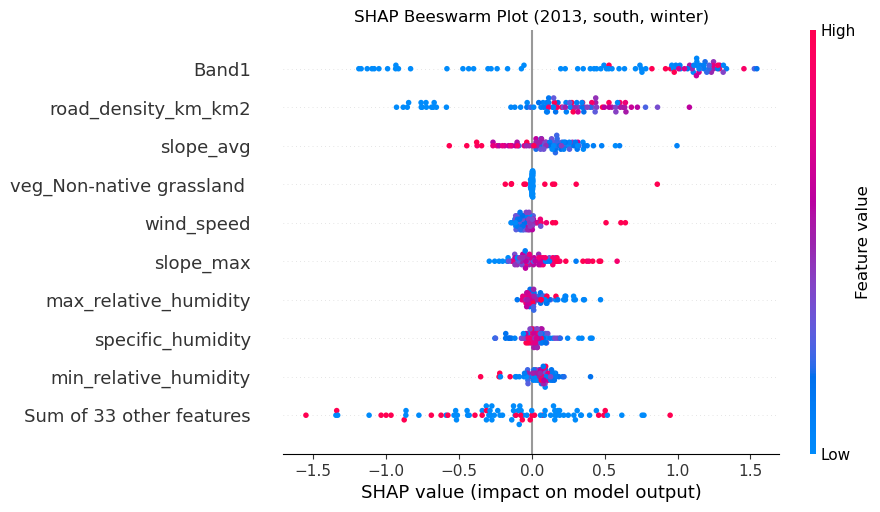 SHAP Beeswarm Plot (2013, south, winter)
High
Band1
road_density_km_km2
slope_avg
veg_Non-native grassland
wind_speed
slope_max
max_relative_humidity
specific_humidity
min_relative_humidity
Sum of 33 other features
Feature value
Low
−1.5 −1.0 −0.5 0.0 0.5 1.0 1.5
SHAP value (impact on model output)